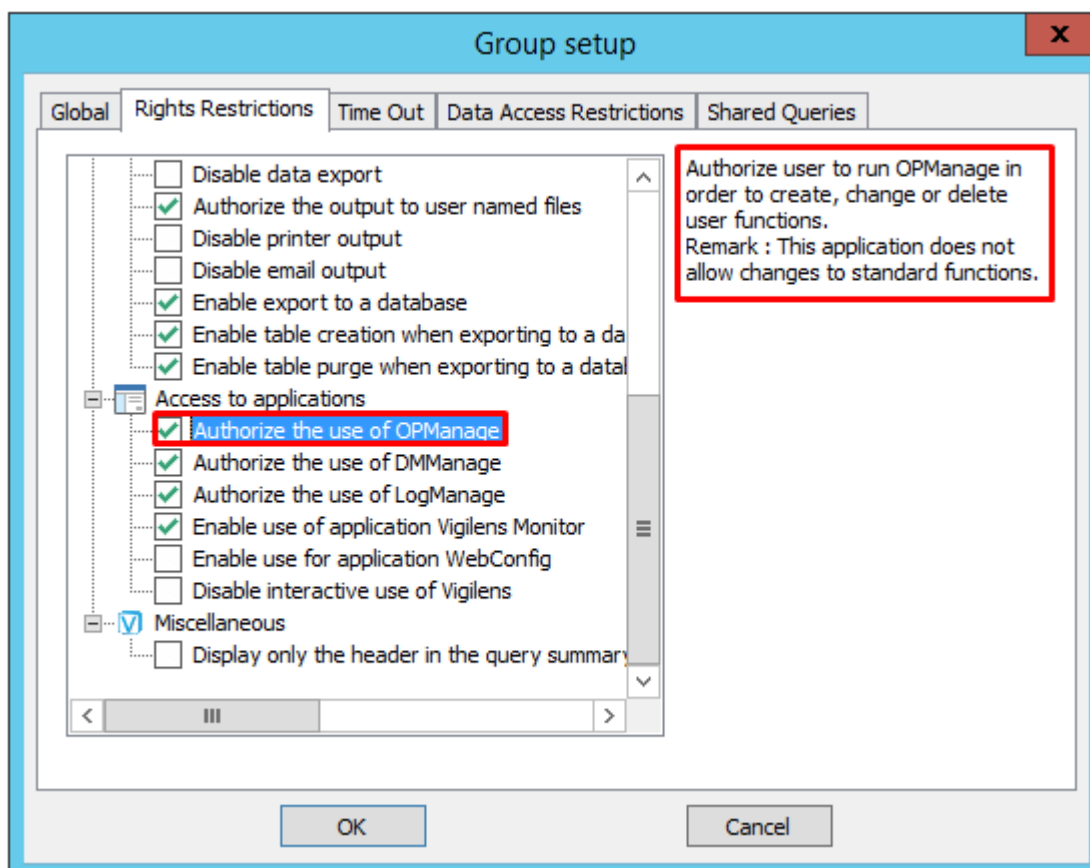 Group setup
x
Global
Rights Restrictions
Time Out
Data Access Restrictions
Shared Queries
Disable data export
Authorize the output to user named files
Disable printer output
Disable email output
Enable export to a database
Enable table creation when exporting to a da
Enable table purge when exporting to a datab
Access to applications
Authorize the use of OPManage
Authorize the use of DMManage
Authorize the use of LogManage
Enable use of application Vigilens Monitor
Enable use for application WebConfig
Disable interactive use of Vigilens
Miscellaneous
Display only the header in the query summary
Authorize user to run OPManage in
order to create, change or delete
user functions.
Remark : This application does not
allow changes to standard functions.
OK
Cancel